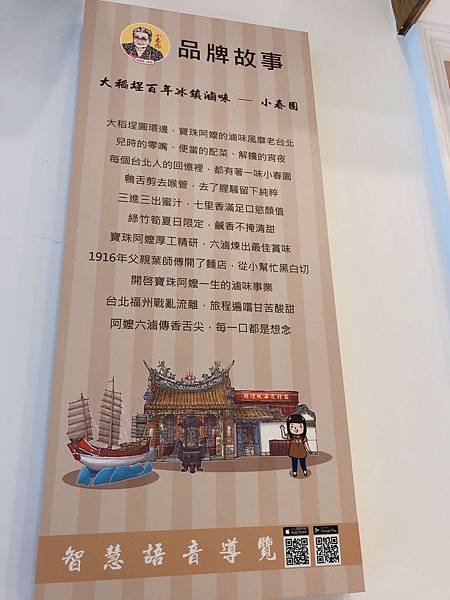 小春園
品牌故事
大稻埕百年冰鎮滷味 — 小春園
大稻埕圓環邊，寶珠阿嬤的滷味風靡老台北
兒時的零嘴、便當的配菜、解饞的宵夜
每個台北人的回憶裡，都有著一味小春園
鴨舌剪去喉管，去了腥騷留下純粹
三進三出蜜汁，七里香滿足口慾顏值
綠竹筍夏日限定，鹹香不掩清甜
寶珠阿嬤厚工精研，六滷煉出最佳賞味
1916年父親葉師傅開了麵店，從小幫忙黑白切
開啓寶珠阿嬤一生的滷味事業
台北福州戰亂流離，旅程遍嚐甘苦酸甜
阿嬤六滷傳香舌尖，每一口都是想念
智慧語音導覽
App Store
Google Play